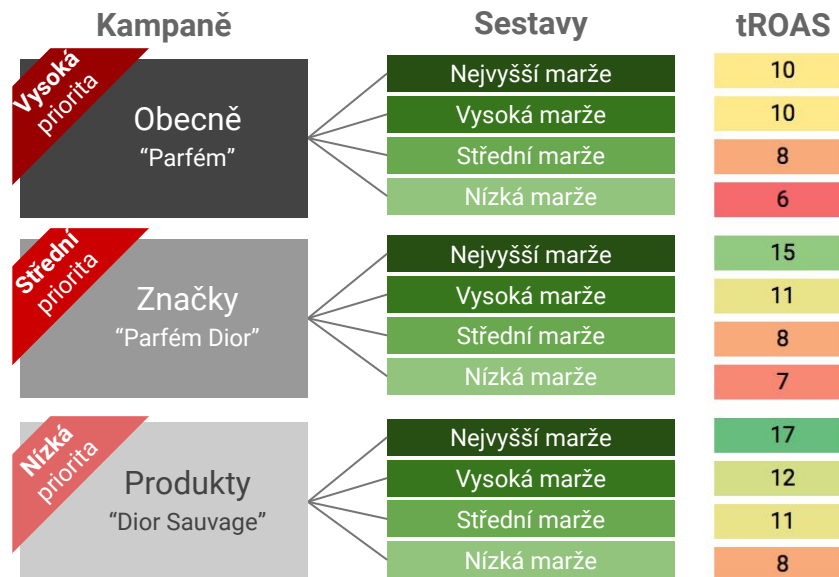 Kampaně Sestavy tROAS
Vysoká
priorita
Obecně
“Parfém”
Nejvyšší marže 10
Vysoká marže 10
Střední marže 8
Nízká marže 6
Střední
priorita
Značky
“Parfém Dior”
Nejvyšší marže 15
Vysoká marže 11
Střední marže 8
Nízká marže 7
Nízká
priorita
Produkty
“Dior Sauvage”
Nejvyšší marže 17
Vysoká marže 12
Střední marže 11
Nízká marže 8